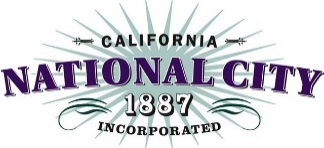 CALIFORNIA
NATIONAL CITY
1887
INCORPORATED